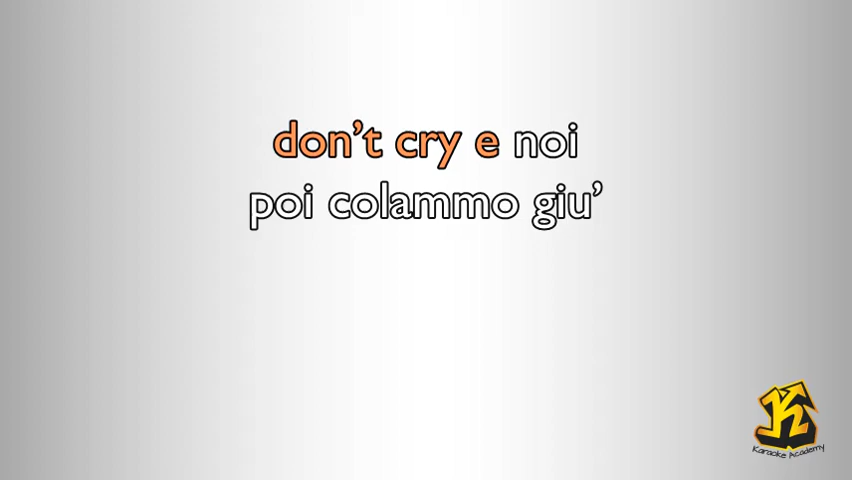 don’t cry e noi
poi colammo giu’
K
Karaoke Academy